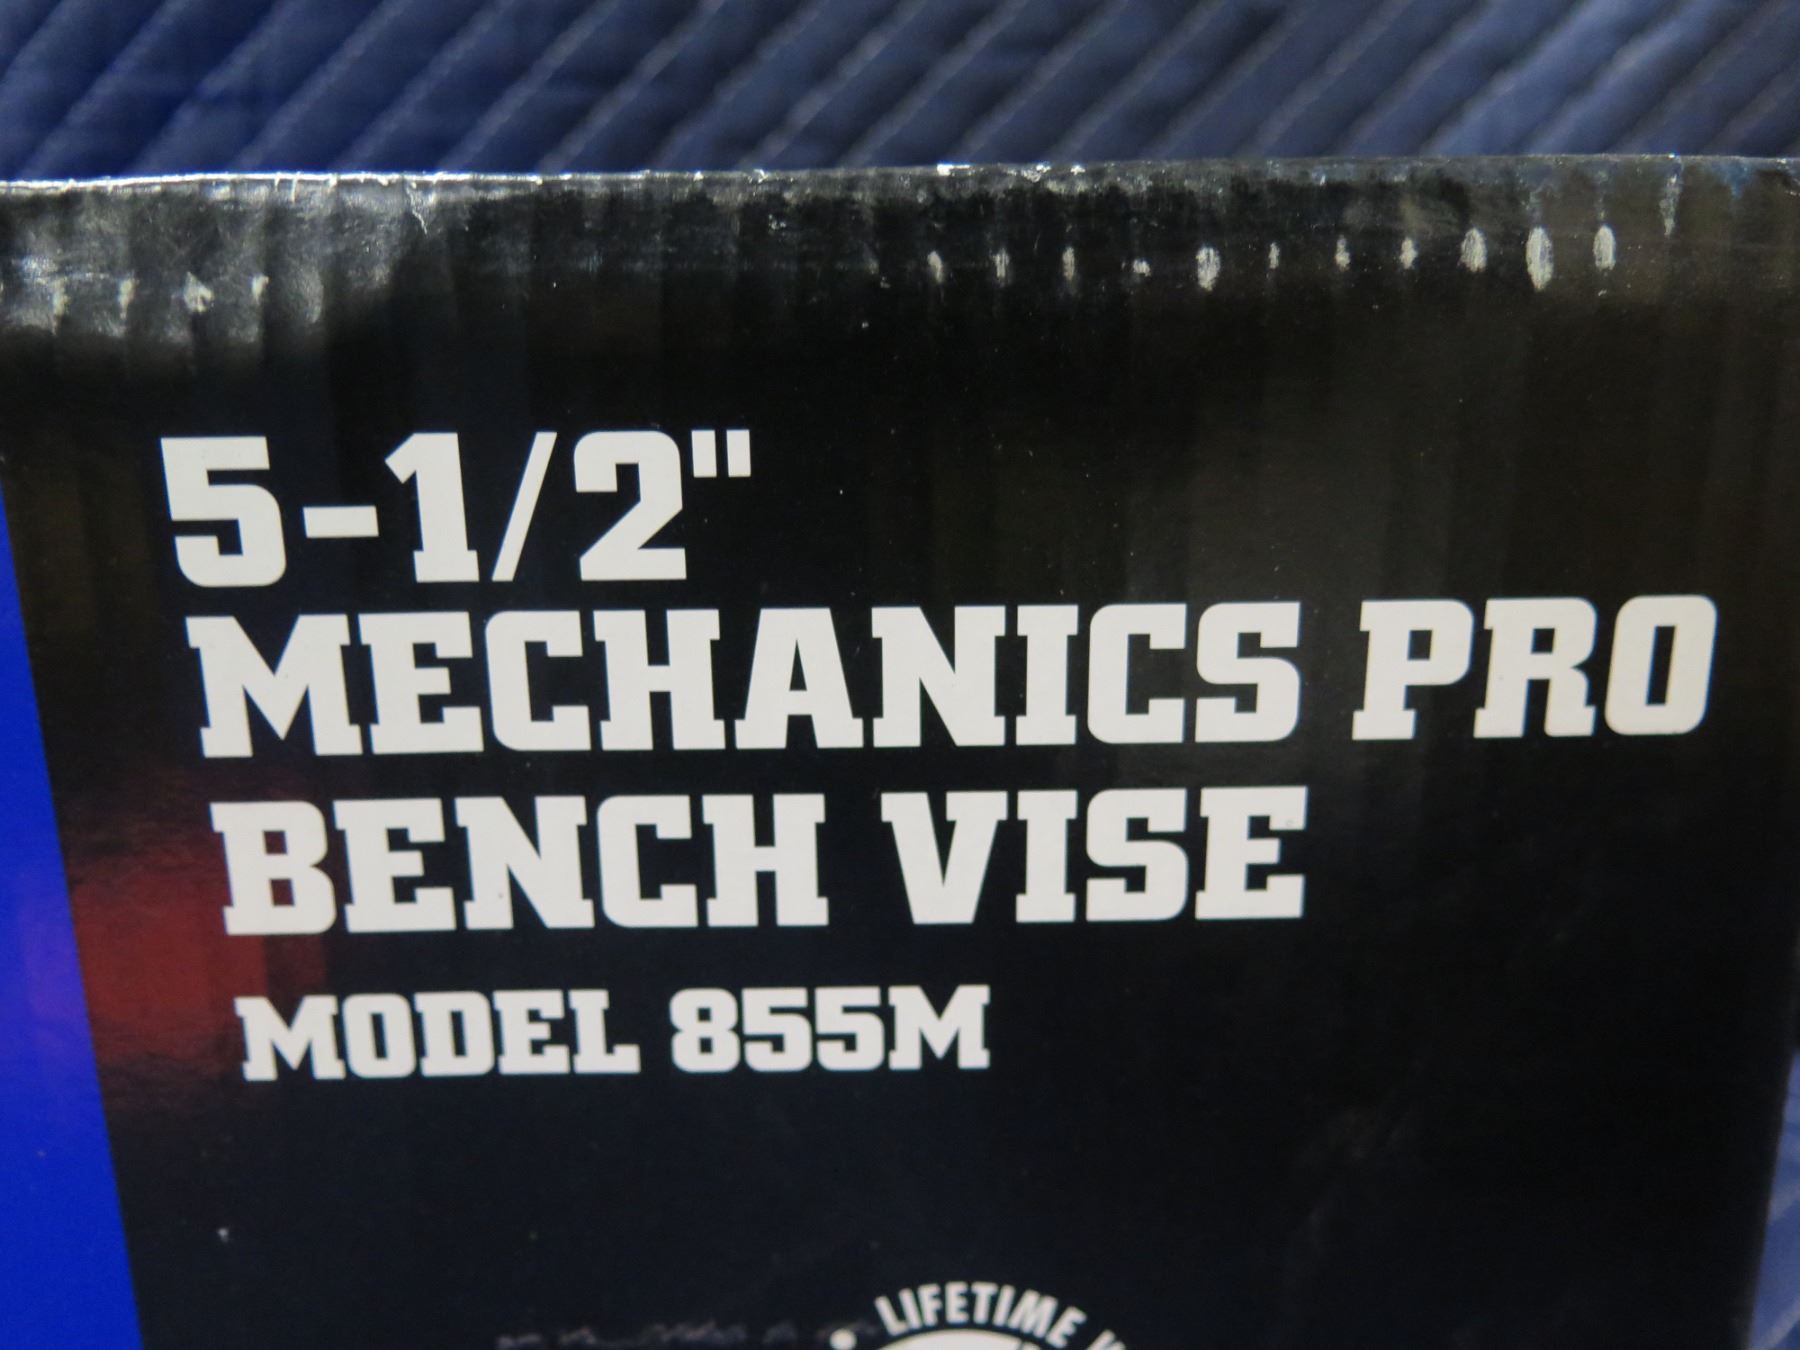 5-1/2"
MECHANICS PRO
BENCH VISE
MODEL 855M
LIFETIME